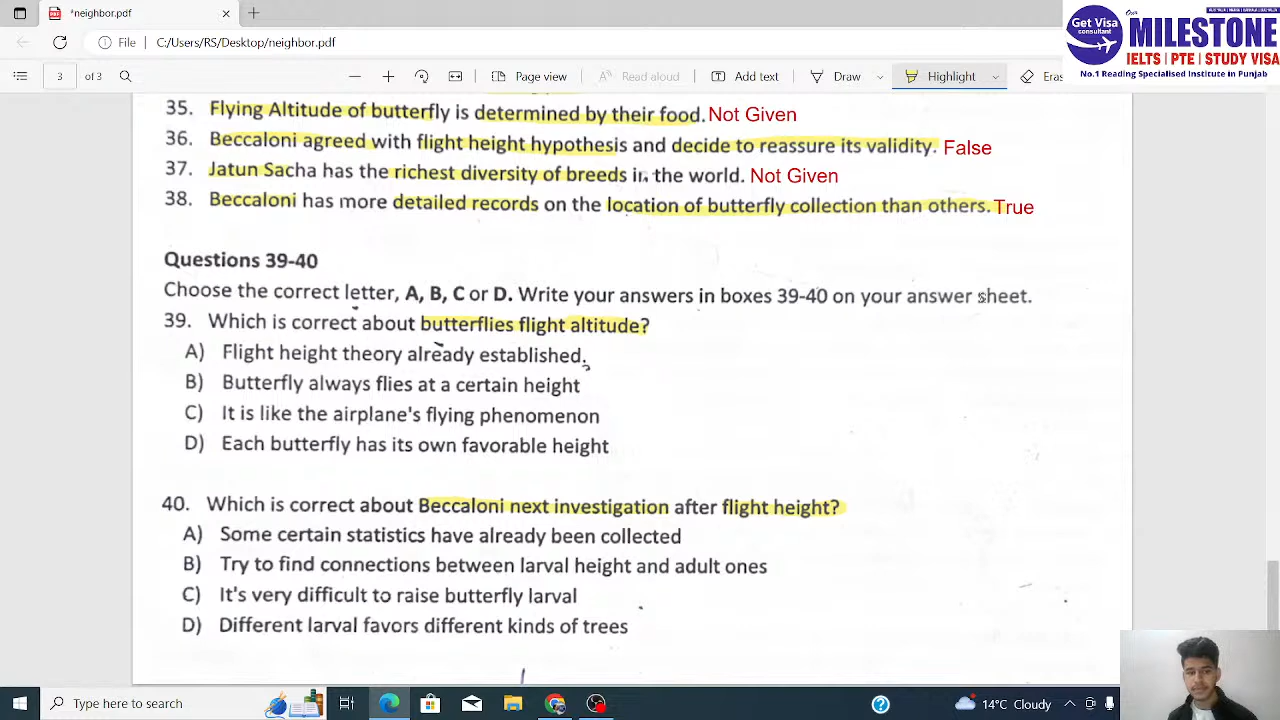 *neighbor.pdf
File
C:/Users/RS/Desktop/neighbor.pdf
Get Visa
consultant
Our
MILESTONE
IELTS | PTE | STUDY VISA
No.1 Reading Specialised Institute in Punjab
3 of 3
Page view
Read aloud
Add text
Draw
Highlight
Eras
35. Flying Altitude of butterfly is determined by their food. Not Given
36. Beccaloni agreed with flight height hypothesis and decide to reassure its validity. False
37. Jatun Sacha has the richest diversity of breeds in the world. Not Given
38. Beccaloni has more detailed records on the location of butterfly collection than others. True
Questions 39-40
Choose the correct letter, A, B, C or D. Write your answers in boxes 39-40 on your answer sheet.
39. Which is correct about butterflies flight altitude?
A) Flight height theory already established.
B) Butterfly always flies at a certain height
C) It is like the airplane's flying phenomenon
D) Each butterfly has its own favorable height
40. Which is correct about Beccaloni next investigation after flight height?
A) Some certain statistics have already been collected
B) Try to find connections between larval height and adult ones
C) It's very difficult to raise butterfly larval
D) Different larval favors different kinds of trees
Type here to search
14°C Cloudy